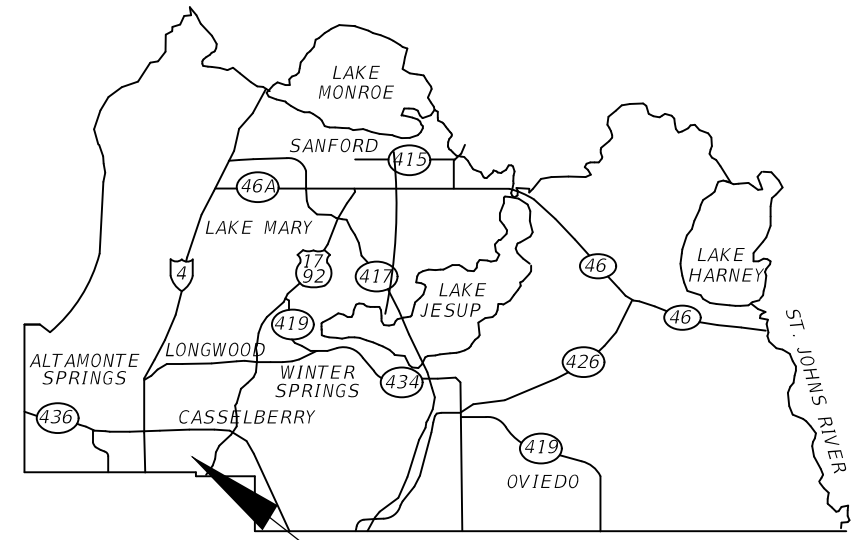 LAKE
MONROE
SANFORD
415
46A
LAKE MARY
17
92
4
417
46
LAKE
HARNEY
LAKE
JESUP
419
46
ST. JOHNS RIVER
ALTAMONTE
SPRINGS
LONGWOOD
WINTER
SPRINGS
434
426
436
CASSELBERRY
419
OVIEDO